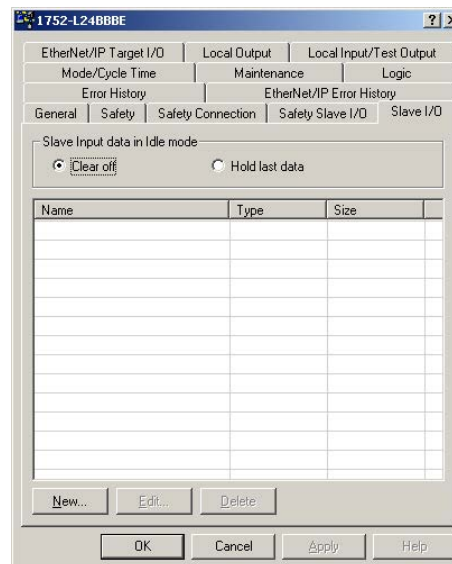 1752-L24BBBE
EtherNet/IP Target I/O Local Output Local Input/Test Output
Mode/Cycle Time Maintenance Logic
Error History EtherNet/IP Error History
General Safety Safety Connection Safety Slave I/O Slave I/O
Slave Input data in Idle mode
Clear off Hold last data
Name Type Size
New... Edit... Delete
OK Cancel Apply Help